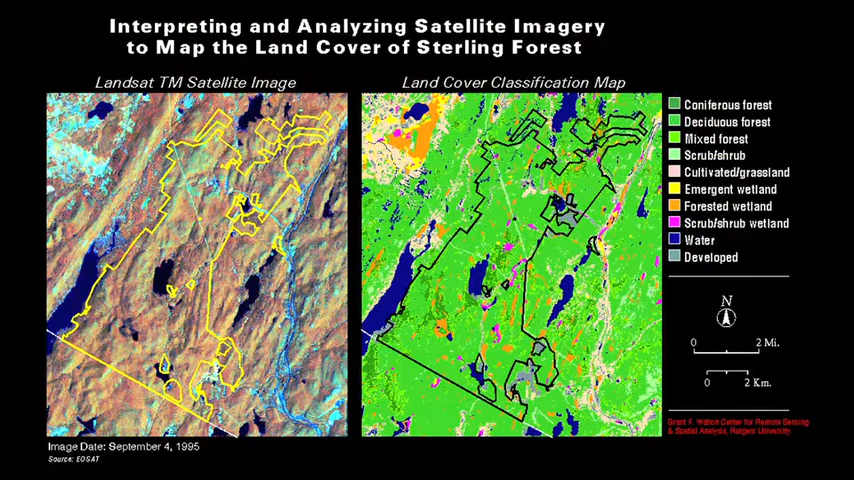 Interpreting and Analyzing Satellite Imagery
to Map the Land Cover of Sterling Forest
Landsat TM Satellite Image
Land Cover Classification Map
Coniferous forest
Deciduous forest
Mixed forest
Scrub/shrub
Cultivated/grassland
Emergent wetland
Forested wetland
Scrub/shrub wetland
Water
Developed
N
0 2 Mi.
0 2 Km.
Grant F. Walton Center for Remote Sensing
& Spatial Analysis, Rutgers University
Image Date: September 4, 1995
Source: EOSAT